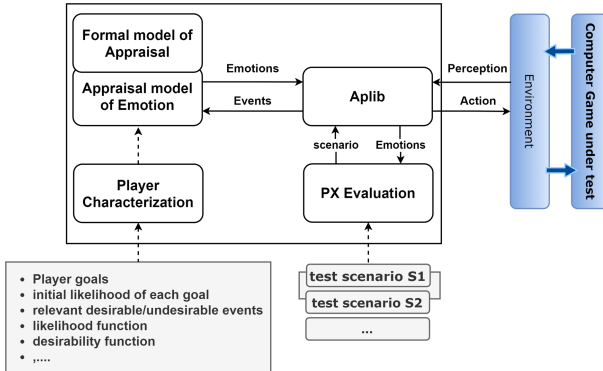 Formal model of
Appraisal
Appraisal model
of Emotion
Emotions
Events
Aplib
Perception
Action
Environment
Computer Game under test
scenario
Emotions
Player
Characterization
PX Evaluation
• Player goals
• initial likelihood of each goal
• relevant desirable/undesirable events
• likelihood function
• desirability function
• ,....
test scenario S1
test scenario S2
...